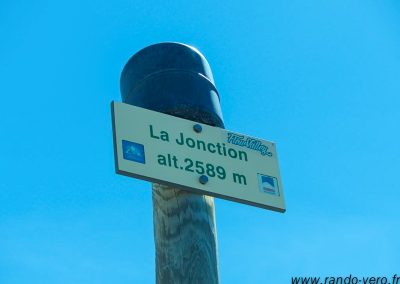 La Jonction
alt.2589 m
www.rando-vero.fr